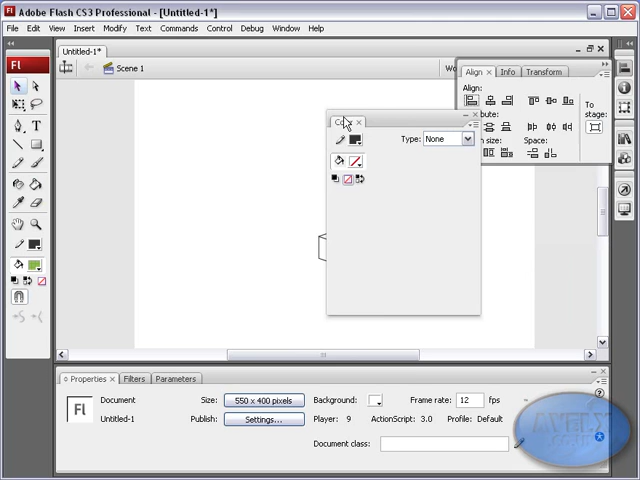 Fl Adobe Flash CS3 Professional - [Untitled-1*]
File Edit View Insert Modify Text Commands Control Debug Window Help
Untitled-1*
Scene 1
Fl
Align Info Transform
Align:
To
stage:
Space:
Type: None
Properties Filters Parameters
Fl
Document
Size: 550 x 400 pixels
Background:
Frame rate: 12 fps
Untitled-1
Publish: Settings...
Player: 9
ActionScript: 3.0
Profile: Default
Document class: